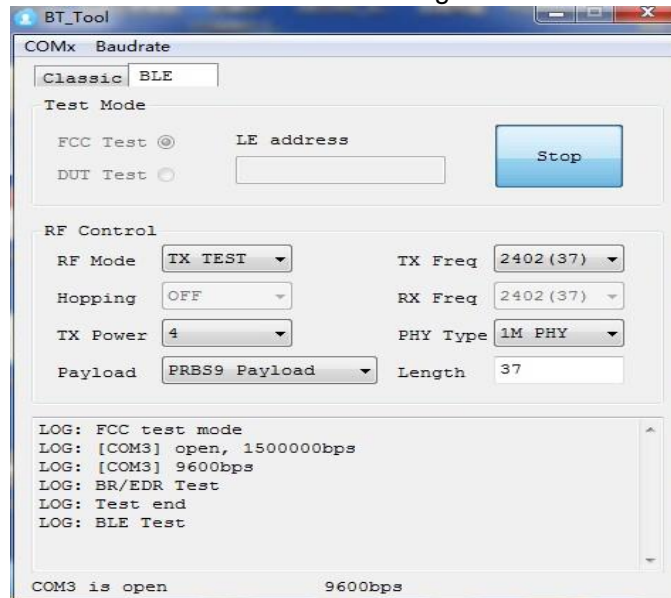 BT_Tool
COMx Baudrate
Classic BLE
Test Mode
FCC Test LE address
Stop
DUT Test
RF Control
RF Mode TX TEST TX Freq 2402(37)
Hopping OFF RX Freq 2402(37)
TX Power 4 PHY Type 1M PHY
Payload PRBS9 Payload Length 37
LOG: FCC test mode
LOG: [COM3] open, 1500000bps
LOG: [COM3] 9600bps
LOG: BR/EDR Test
LOG: Test end
LOG: BLE Test
COM3 is open 9600bps